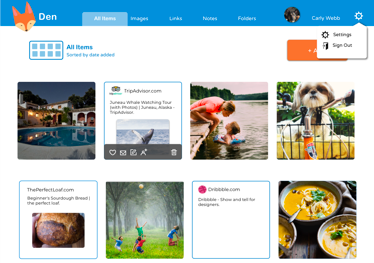 Den
All Items
Images
Links
Notes
Folders
Carly Webb
Settings
Sign Out
All Items
Sorted by date added
TripAdvisor.com
Juneau Whale Watching Tour
(with Photos) | Juneau, Alaska -
TripAdvisor
ThePerfectLoaf.com
Beginner's Sourdough Bread |
the perfect loaf
Dribbble.com
Dribbble - Show and tell for
designers